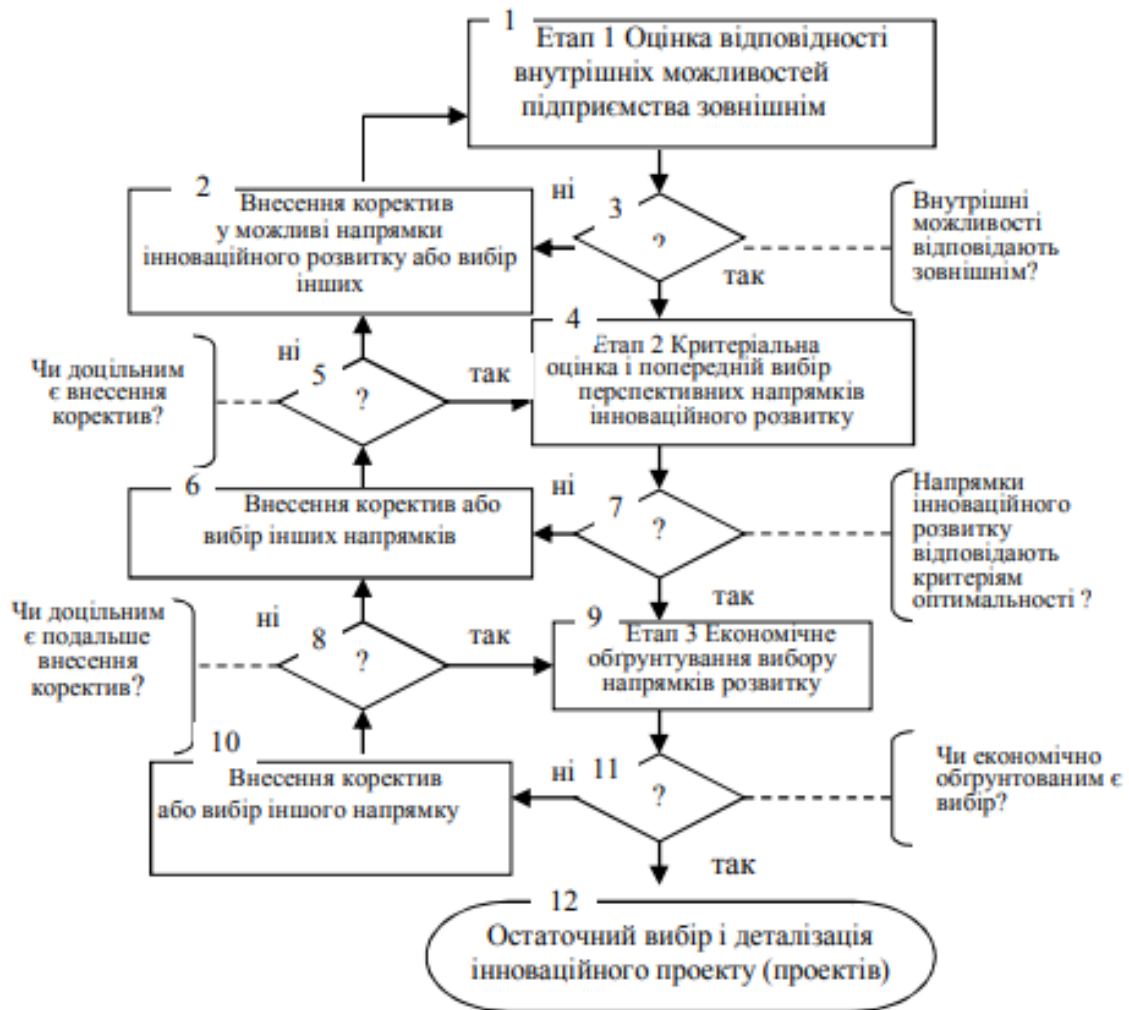 1
Етап 1 Оцінка відповідності
внутрішніх можливостей
підприємства зовнішнім
2
Внесення коректив
у можливі напрямки
інноваційного розвитку або вибір
інших
ні
3
?
так
Внутрішні
можливості
відповідають
зовнішнім?
4
Етап 2 Критеріальна
оцінка і попередній вибір
перспективних напрямків
інноваційного розвитку
Чи доцільним
є внесення
коректив?
ні
5
?
так
6
Внесення коректив або
вибір інших напрямків
ні
7
?
так
Напрямки
інноваційного
розвитку
відповідають
критеріям
оптимальності ?
Чи доцільним
є подальше
внесення
коректив?
ні
8
?
так
9
Етап 3 Економічне
обґрунтування вибору
напрямків розвитку
10
Внесення коректив
або вибір іншого напрямку
ні
11
?
так
Чи економічно
обґрунтованим є
вибір?
12
Остаточний вибір і деталізація
інноваційного проекту (проектів)